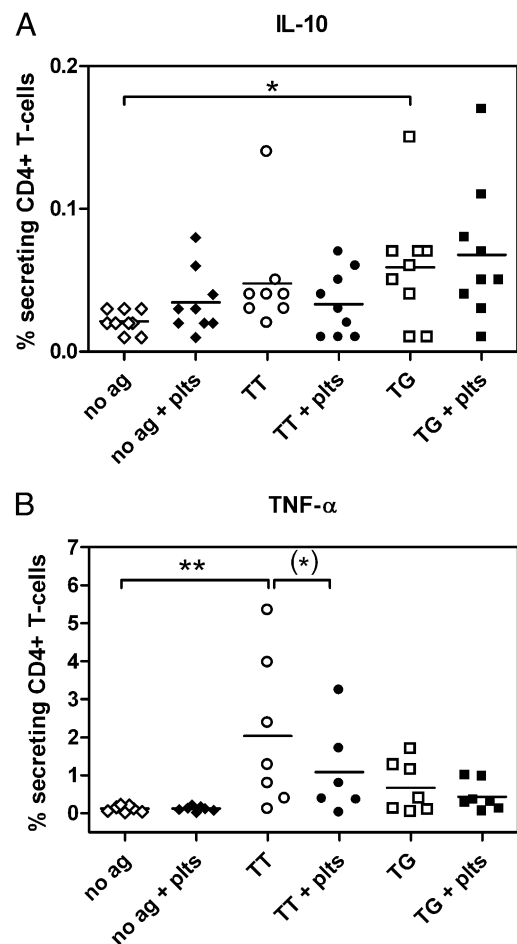 A
IL-10
% secreting CD4+ T-cells
0.2
0.1
0.0
*
no ag
no ag + plts
TT
TT + plts
TG
TG + plts
B
TNF-α
% secreting CD4+ T-cells
7
6
5
4
3
2
1
0
**
(*)
no ag
no ag + plts
TT
TT + plts
TG
TG + plts